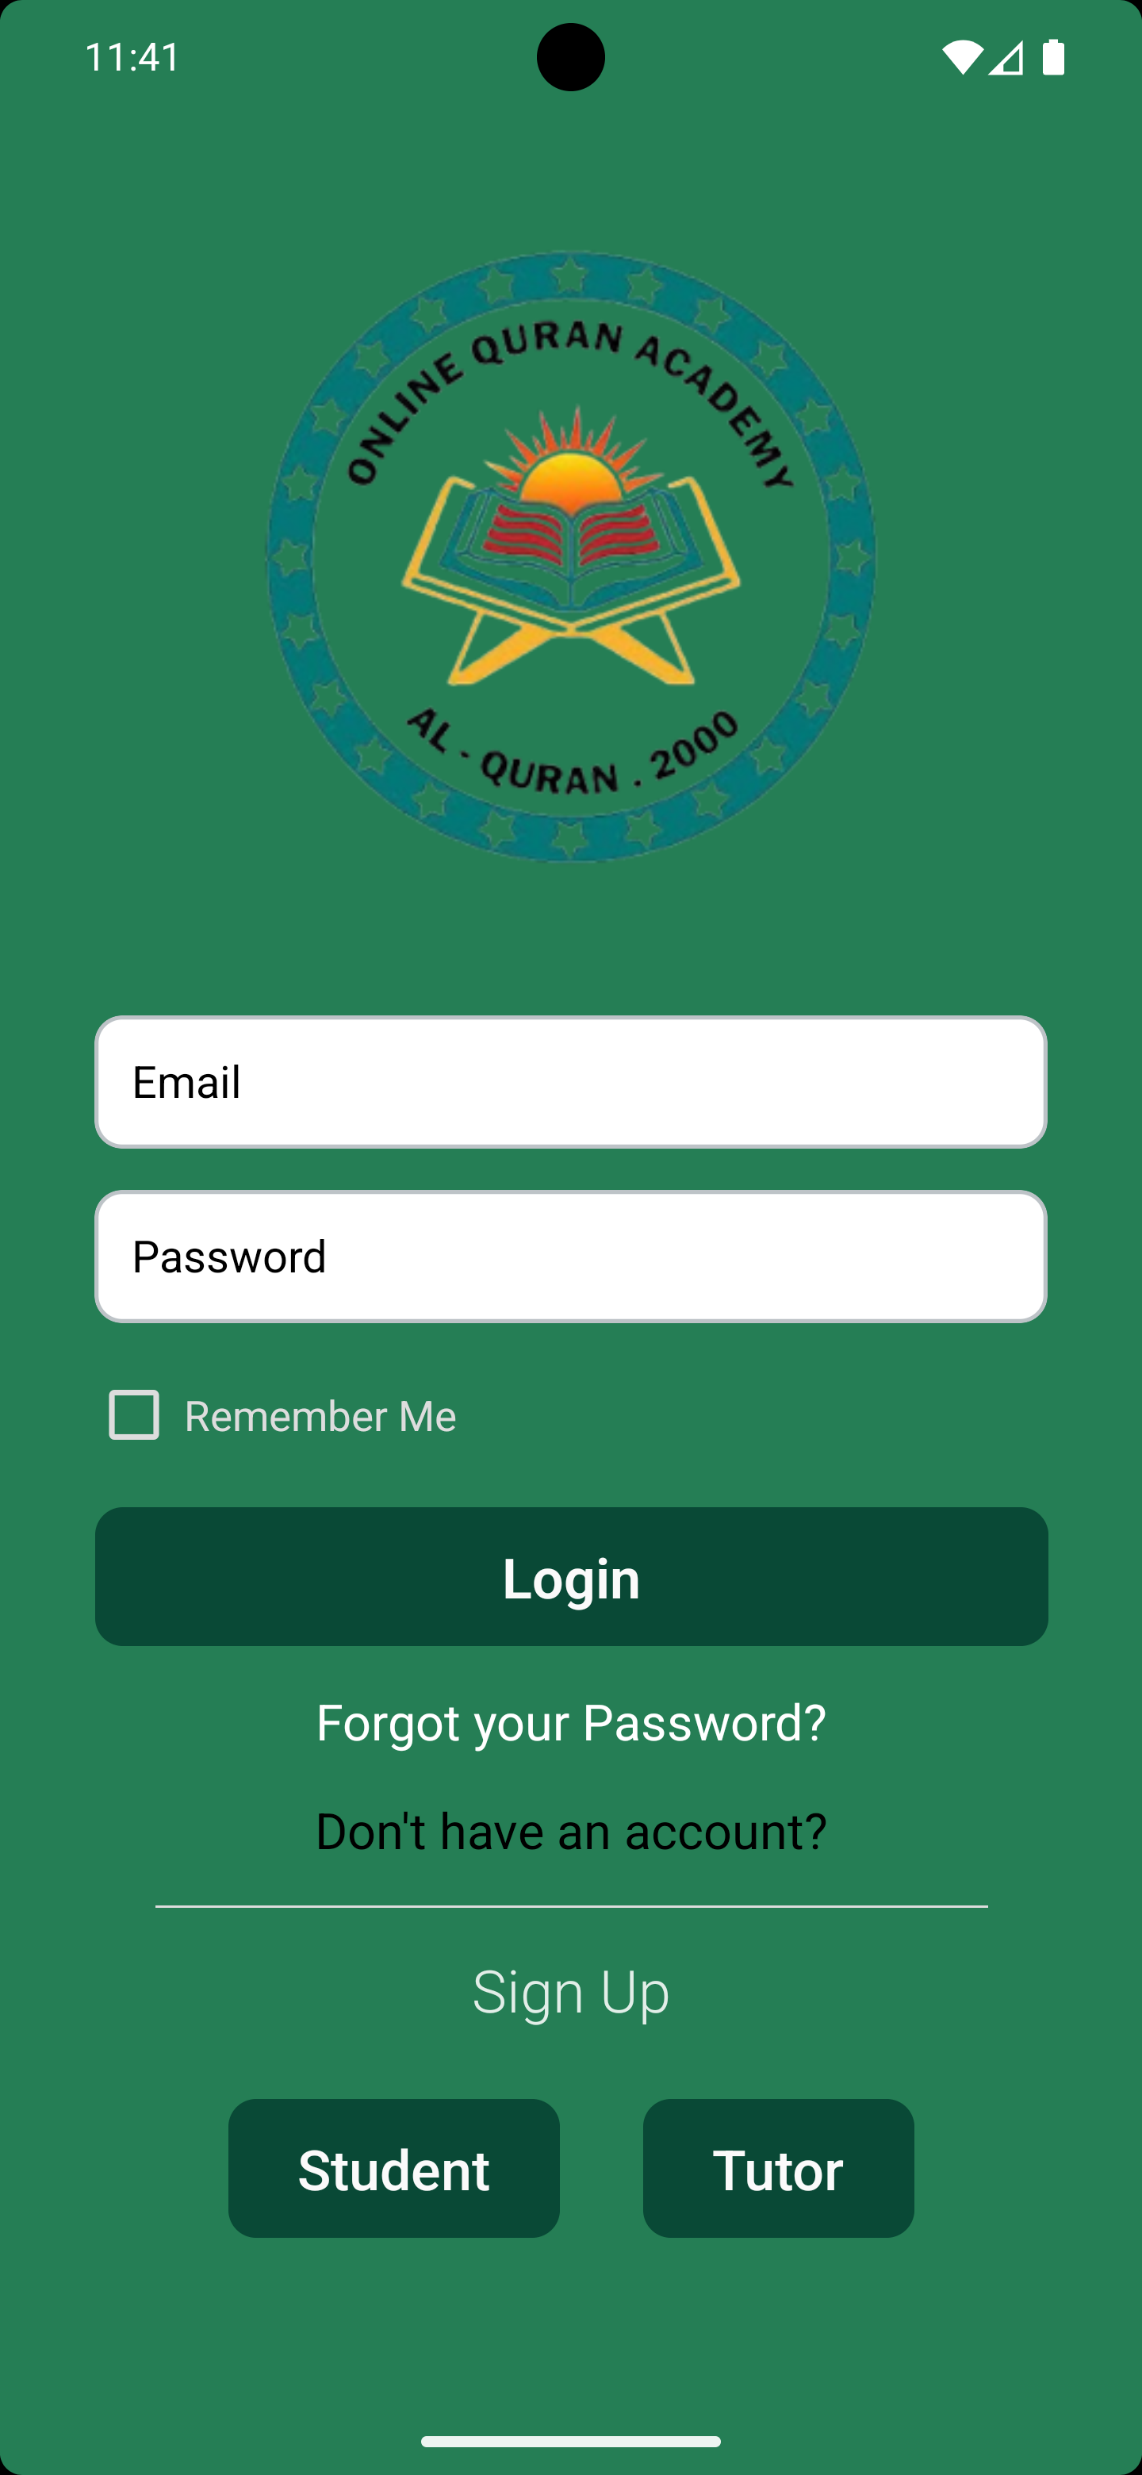 11:41
ONLINE QURAN ACADEMY
AL - QURAN . 2000
Email
Password
Remember Me
Login
Forgot your Password?
Don't have an account?
Sign Up
Student
Tutor